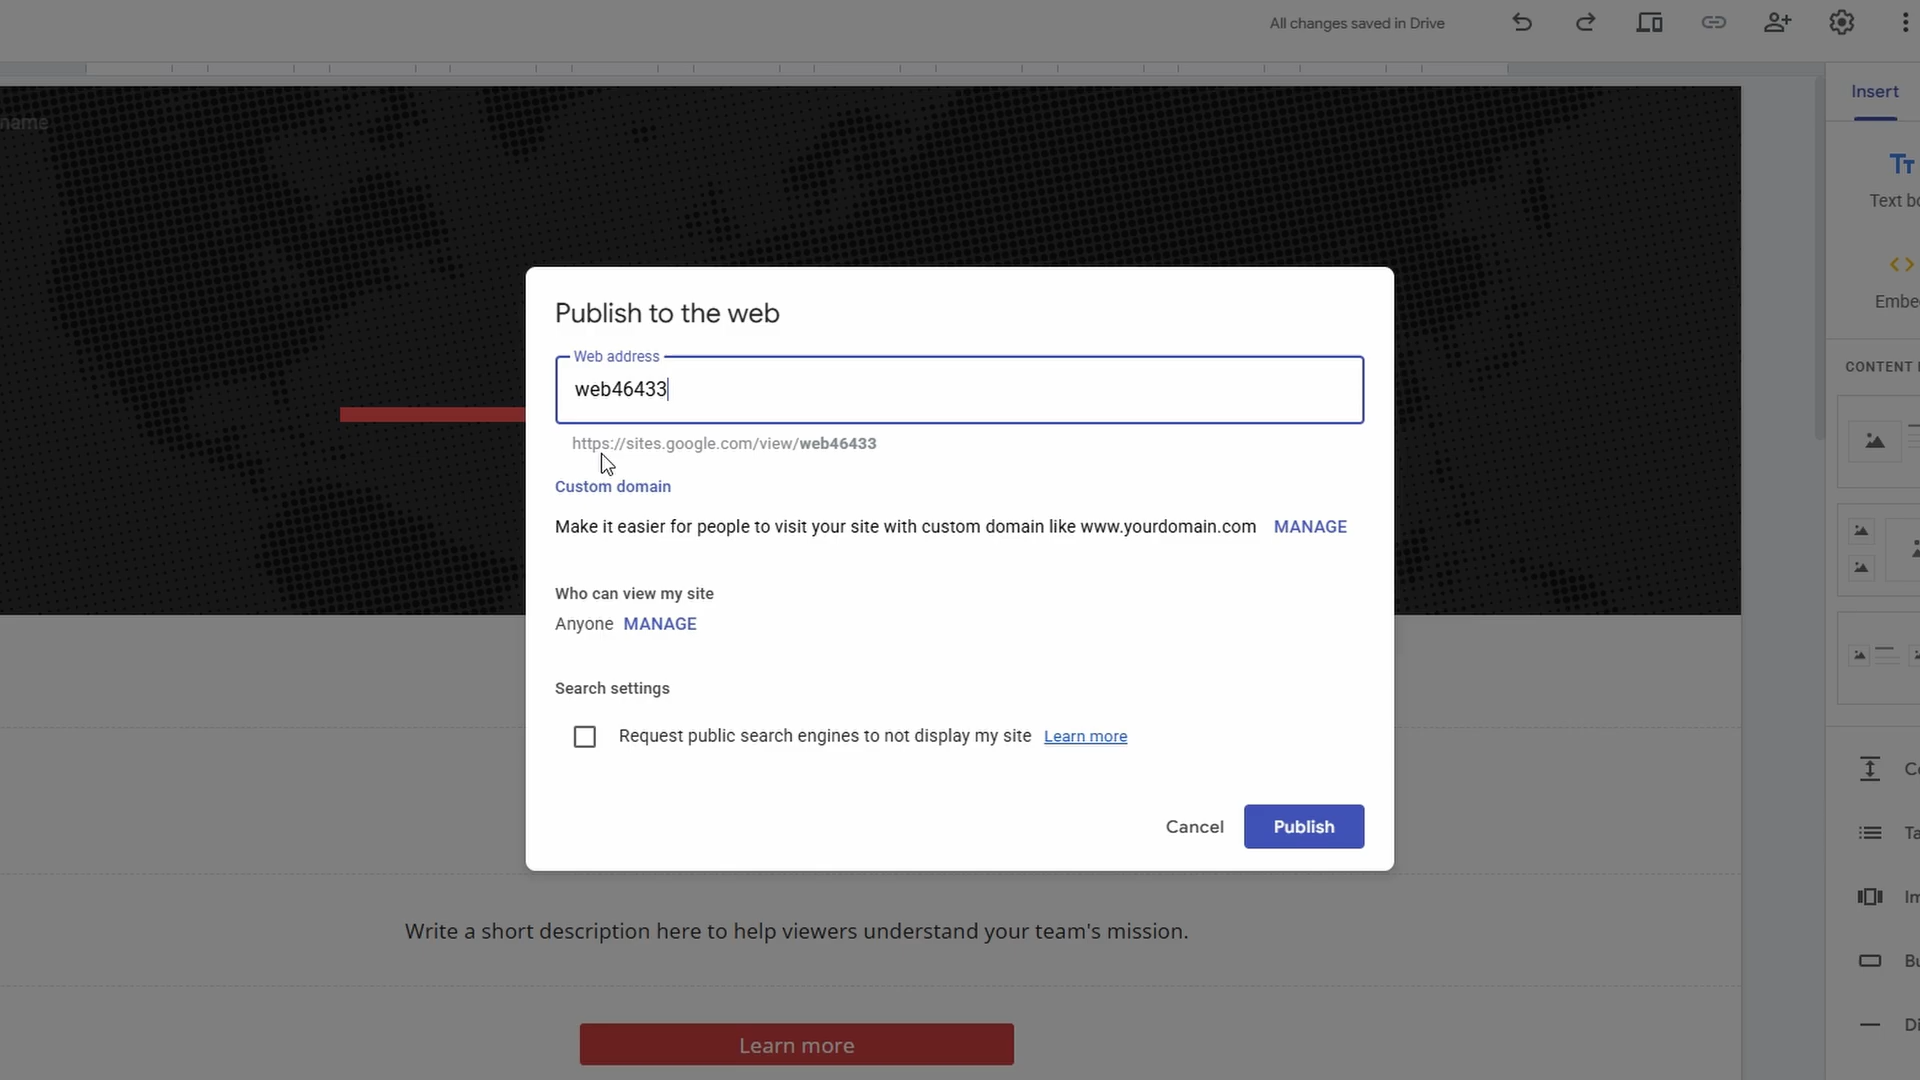 All changes saved in Drive
Insert
name
Text bo
Embe
Publish to the web
Web address
web46433
https://sites.google.com/view/web46433
Custom domain
Make it easier for people to visit your site with custom domain like www.yourdomain.com MANAGE
CONTENT
Who can view my site
Anyone MANAGE
Search settings
Request public search engines to not display my site Learn more
Cancel Publish
Co
Ta
Im
Bu
Di
Write a short description here to help viewers understand your team's mission.
Learn more